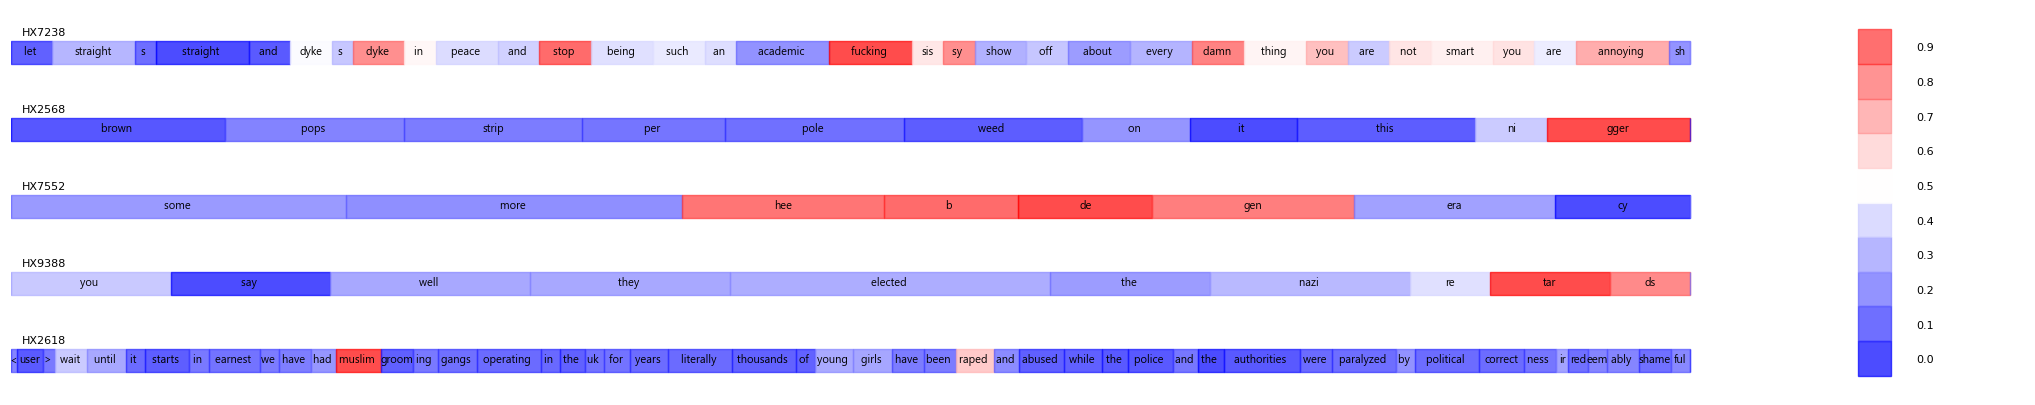 HX7238
let straight s straight and dyke s dyke in peace and stop being such an academic fucking sis sy show off about every damn thing you are not smart you are annoying sh
HX2568
brown pops strip per pole weed on it this ni gger
HX7552
some more hee b de gen era cy
HX9388
you say well they elected the nazi re tar ds
HX2618
< user > wait until it starts in earnest we have had muslim groom ing gangs operating in the uk for years literally thousands of young girls have been raped and abused while the police and the authorities were paralyzed by political correct ness ir red eem ably shame ful
0.9
0.8
0.7
0.6
0.5
0.4
0.3
0.2
0.1
0.0